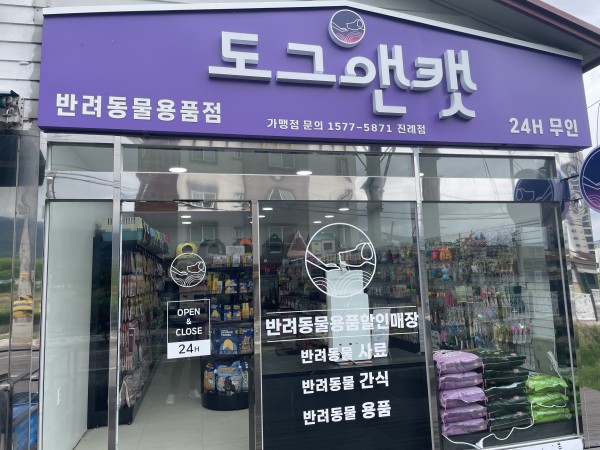 도그앤캣
반려동물용품점
가맹점 문의 1577-5871 진례점
24H 무인
OPEN
&
CLOSE
24H
반려동물용품할인매장
반려동물 사료
반려동물 간식
반려동물 용품